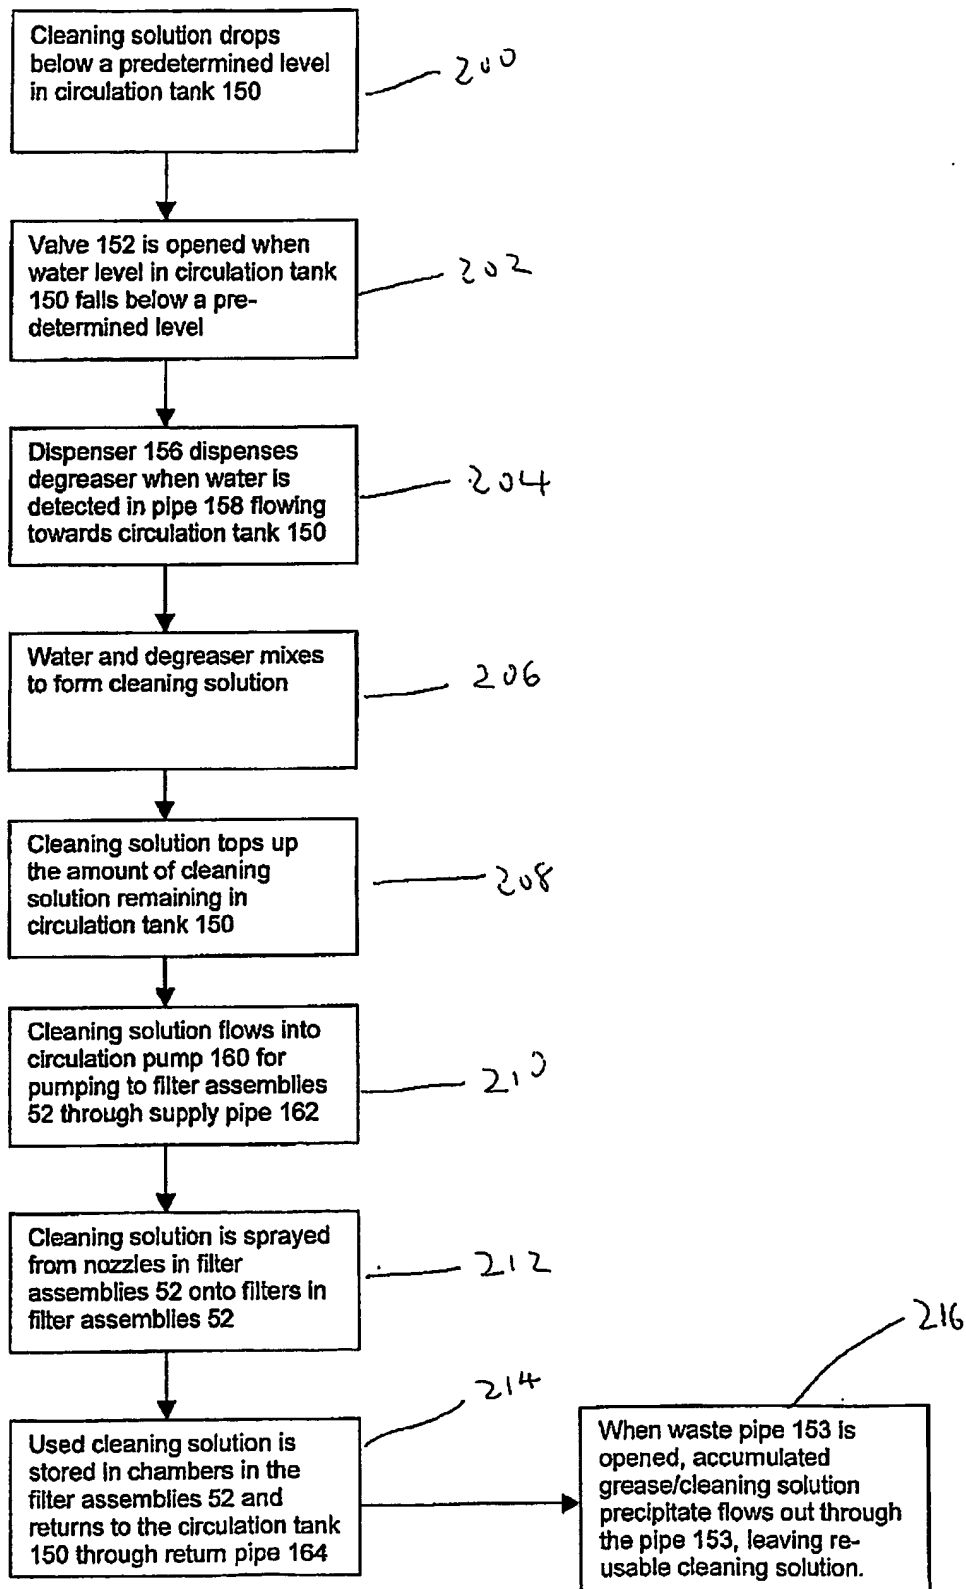 Cleaning solution drops
below a predetermined level
in circulation tank 150
200
Valve 152 is opened when
water level in circulation tank
150 falls below a pre-
determined level
202
Dispenser 156 dispenses
degreaser when water is
detected in pipe 158 flowing
towards circulation tank 150
204
Water and degreaser mixes
to form cleaning solution
206
Cleaning solution tops up
the amount of cleaning
solution remaining in
circulation tank 150
208
Cleaning solution flows into
circulation pump 160 for
pumping to filter assemblies
52 through supply pipe 162
210
Cleaning solution is sprayed
from nozzles in filter
assemblies 52 onto filters in
filter assemblies 52
212
Used cleaning solution is
stored in chambers in the
filter assemblies 52 and
returns to the circulation tank
150 through return pipe 164
214
When waste pipe 153 is
opened, accumulated
grease/cleaning solution
precipitate flows out through
the pipe 153, leaving re-
usable cleaning solution.
216